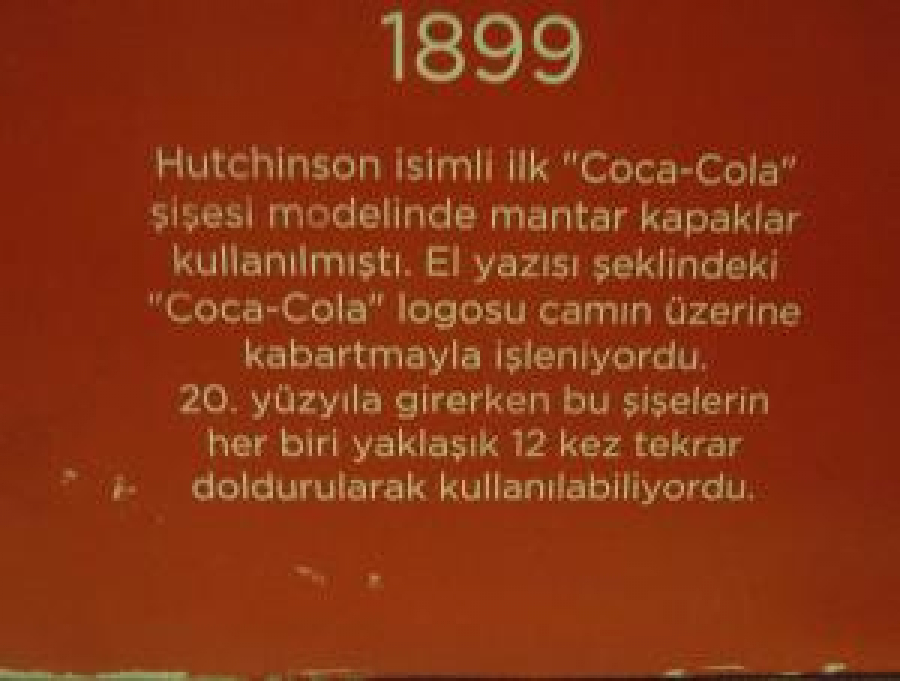 1899
Hutchinson isimli ilk "Coca-Cola"
şişesi modelinde mantar kapaklar
kullanılmıştı. El yazısı şeklindeki
"Coca-Cola" logosu camın üzerine
kabartmayla işleniyordu.
20. yüzyıla girerken bu şişelerin
her biri yaklaşık 12 kez tekrar
doldurularak kullanılabiliyordu.